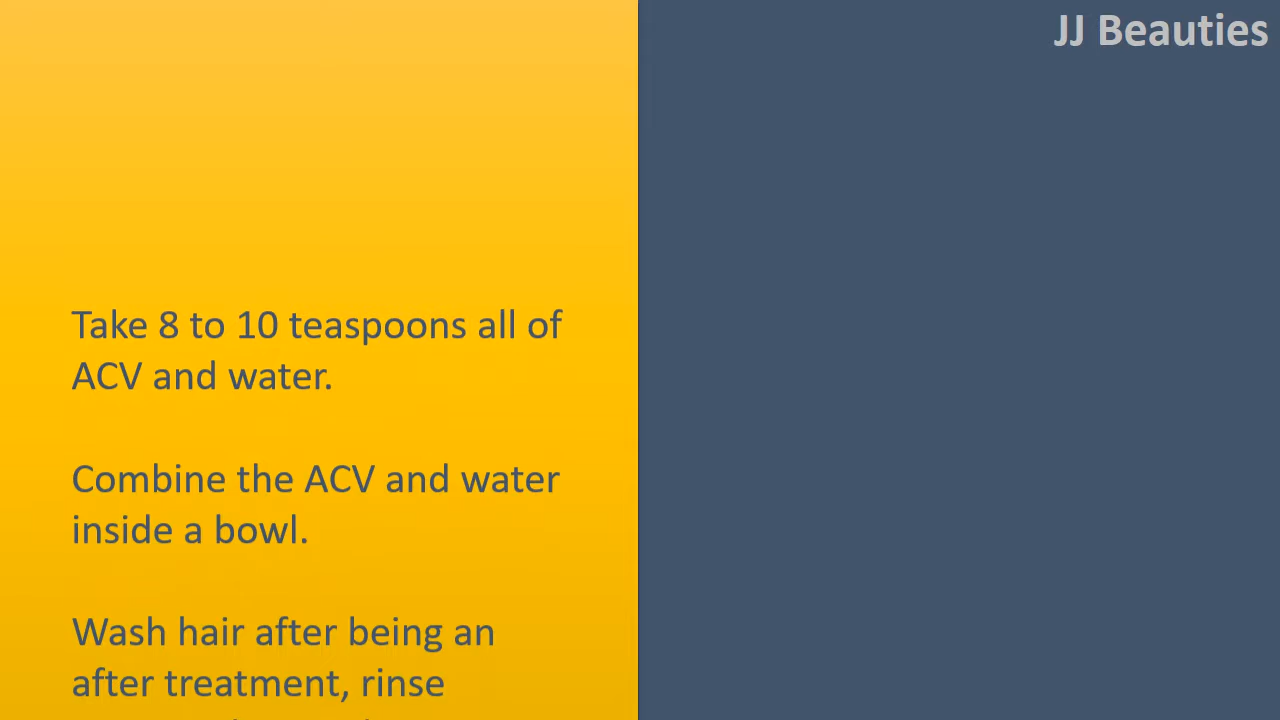 JJ Beauties
Take 8 to 10 teaspoons all of
ACV and water.
Combine the ACV and water
inside a bowl.
Wash hair after being an
after treatment, rinse